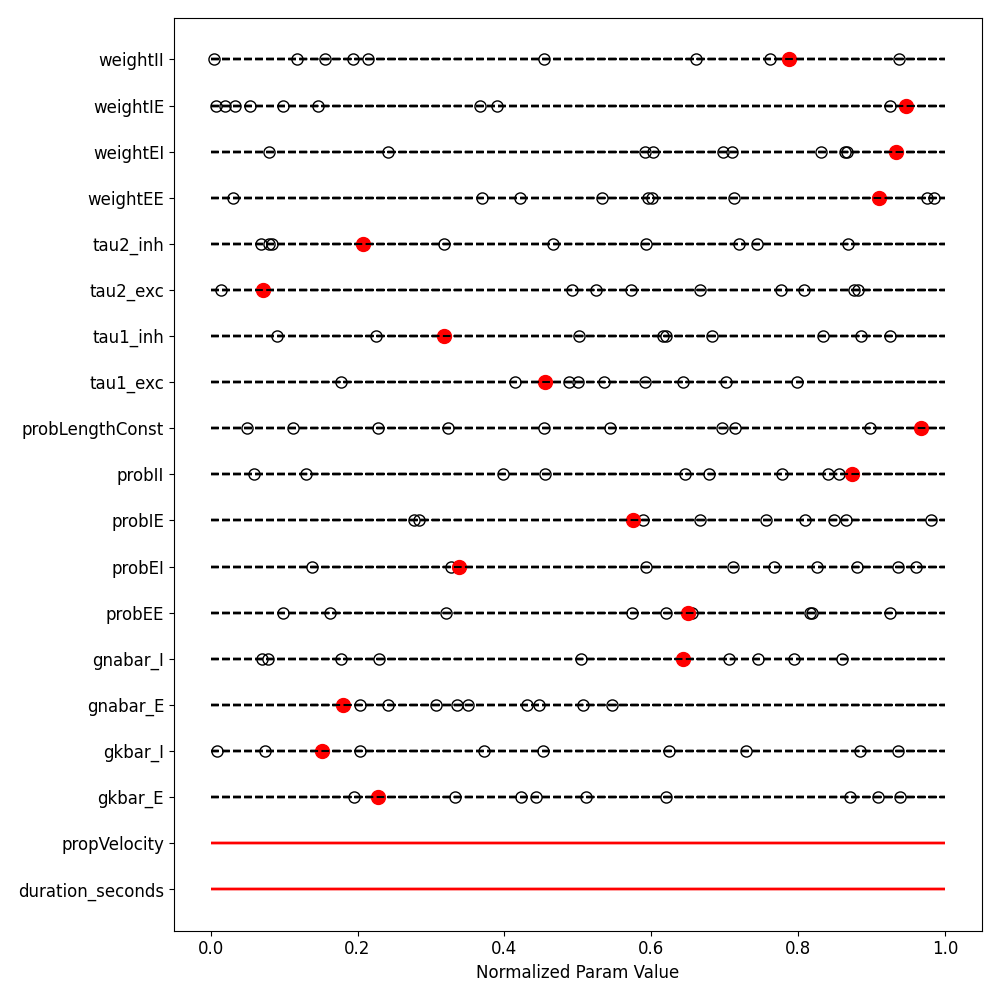 weightII
weightIE
weightEI
weightEE
tau2_inh
tau2_exc
tau1_inh
tau1_exc
probLengthConst
probII
probIE
probEI
probEE
gnabar_I
gnabar_E
gkbar_I
gkbar_E
propVelocity
duration_seconds
0.0 0.2 0.4 0.6 0.8 1.0
Normalized Param Value